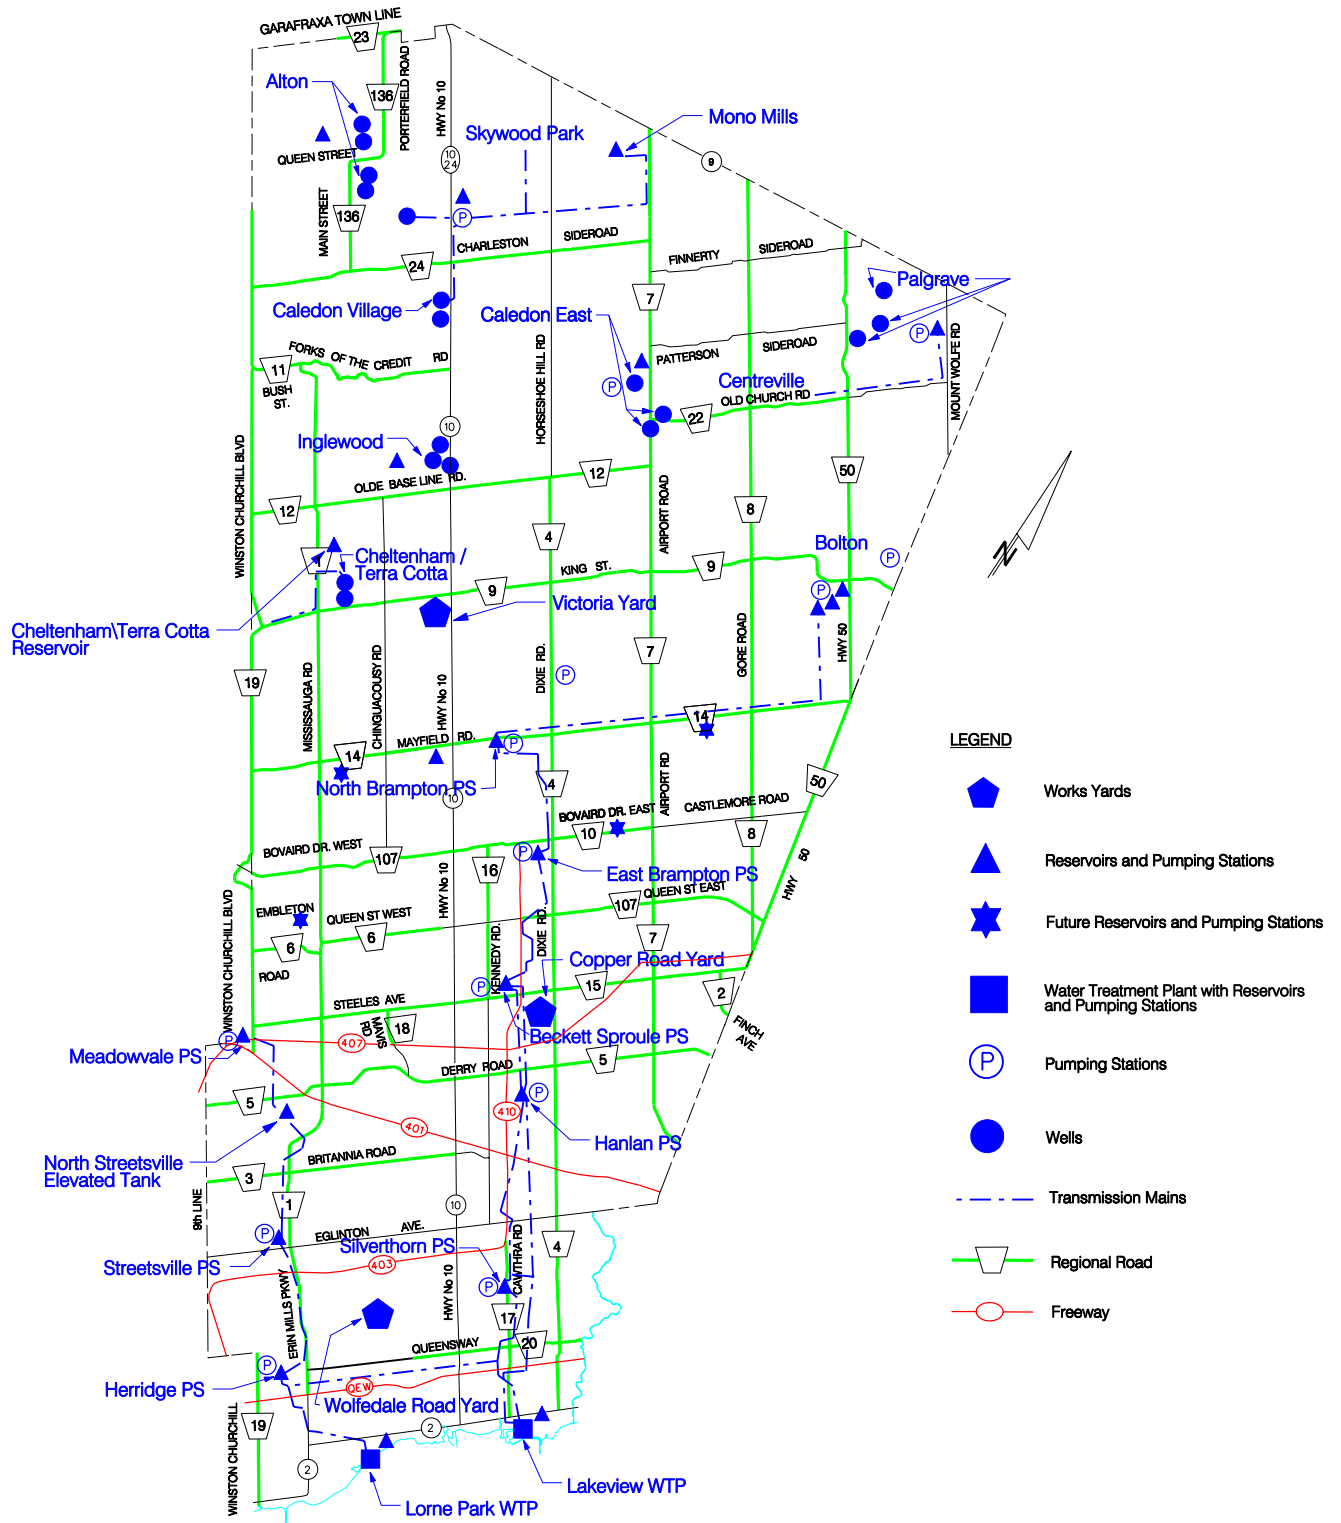 GARAFRAXA TOWN LINE
23
Alton
136
PORTERFIELD ROAD
HWY No 10
Mono Mills
Skywood Park
QUEEN STREET
10
24
9
MAIN STREET
136
P
CHARLESTON SIDEROAD
24
FINNERTY SIDEROAD
Palgrave
7
Caledon Village
Caledon East
HORSESHOE HILL RD
P
MOUNT WOLFE RD
FORKS OF THE CREDIT RD
PATTERSON SIDEROAD
11
BUSH
ST.
P
Centreville
OLD CHURCH RD
22
10
WINSTON CHURCHILL BLVD
Inglewood
OLDE BASE LINE RD.
12
50
12
AIRPORT ROAD
8
4
1
Cheltenham /
Terra Cotta
Bolton
P
KING ST.
9
9
P
Victoria Yard
Cheltenham\Terra Cotta
Reservoir
7
GORE ROAD
HWY 50
19
MISSISSAUGA RD
CHINGUACOUSY RD
HWY No 10
DIXIE RD.
P
14
MAYFIELD RD.
14
P
North Brampton PS
10
4
AIRPORT RD
50
BOVAIRD DR. EAST
CASTLEMORE ROAD
10
8
BOVAIRD DR. WEST
107
16
P
East Brampton PS
HWY 50
HWY No 10
QUEEN ST EAST
107
WINSTON CHURCHILL BLVD
EMBLETON
6
ROAD
QUEEN ST WEST
6
KENNEDY RD.
DIXIE RD.
7
Copper Road Yard
P
15
2
STEELES AVE
MAVIS
RD
18
FINCH
AVE
Beckett Sproule PS
P
Meadowvale PS
407
DERRY ROAD
5
5
P
410
401
Hanlan PS
North Streetsville
Elevated Tank
BRITANNIA ROAD
3
9th LINE
1
10
EGLINTON AVE.
P
Silverthorn PS
CAWTHRA RD
4
Streetsville PS
403
P
ERIN MILLS PKWY
HWY No 10
17
20
QUEENSWAY
P
Herridge PS
QEW
Wolfedale Road Yard
WINSTON CHURCHILL
19
2
2
Lakeview WTP
Lorne Park WTP
LEGEND
Works Yards
Reservoirs and Pumping Stations
Future Reservoirs and Pumping Stations
Water Treatment Plant with Reservoirs
and Pumping Stations
P
Pumping Stations
Wells
Transmission Mains
Regional Road
Freeway
N